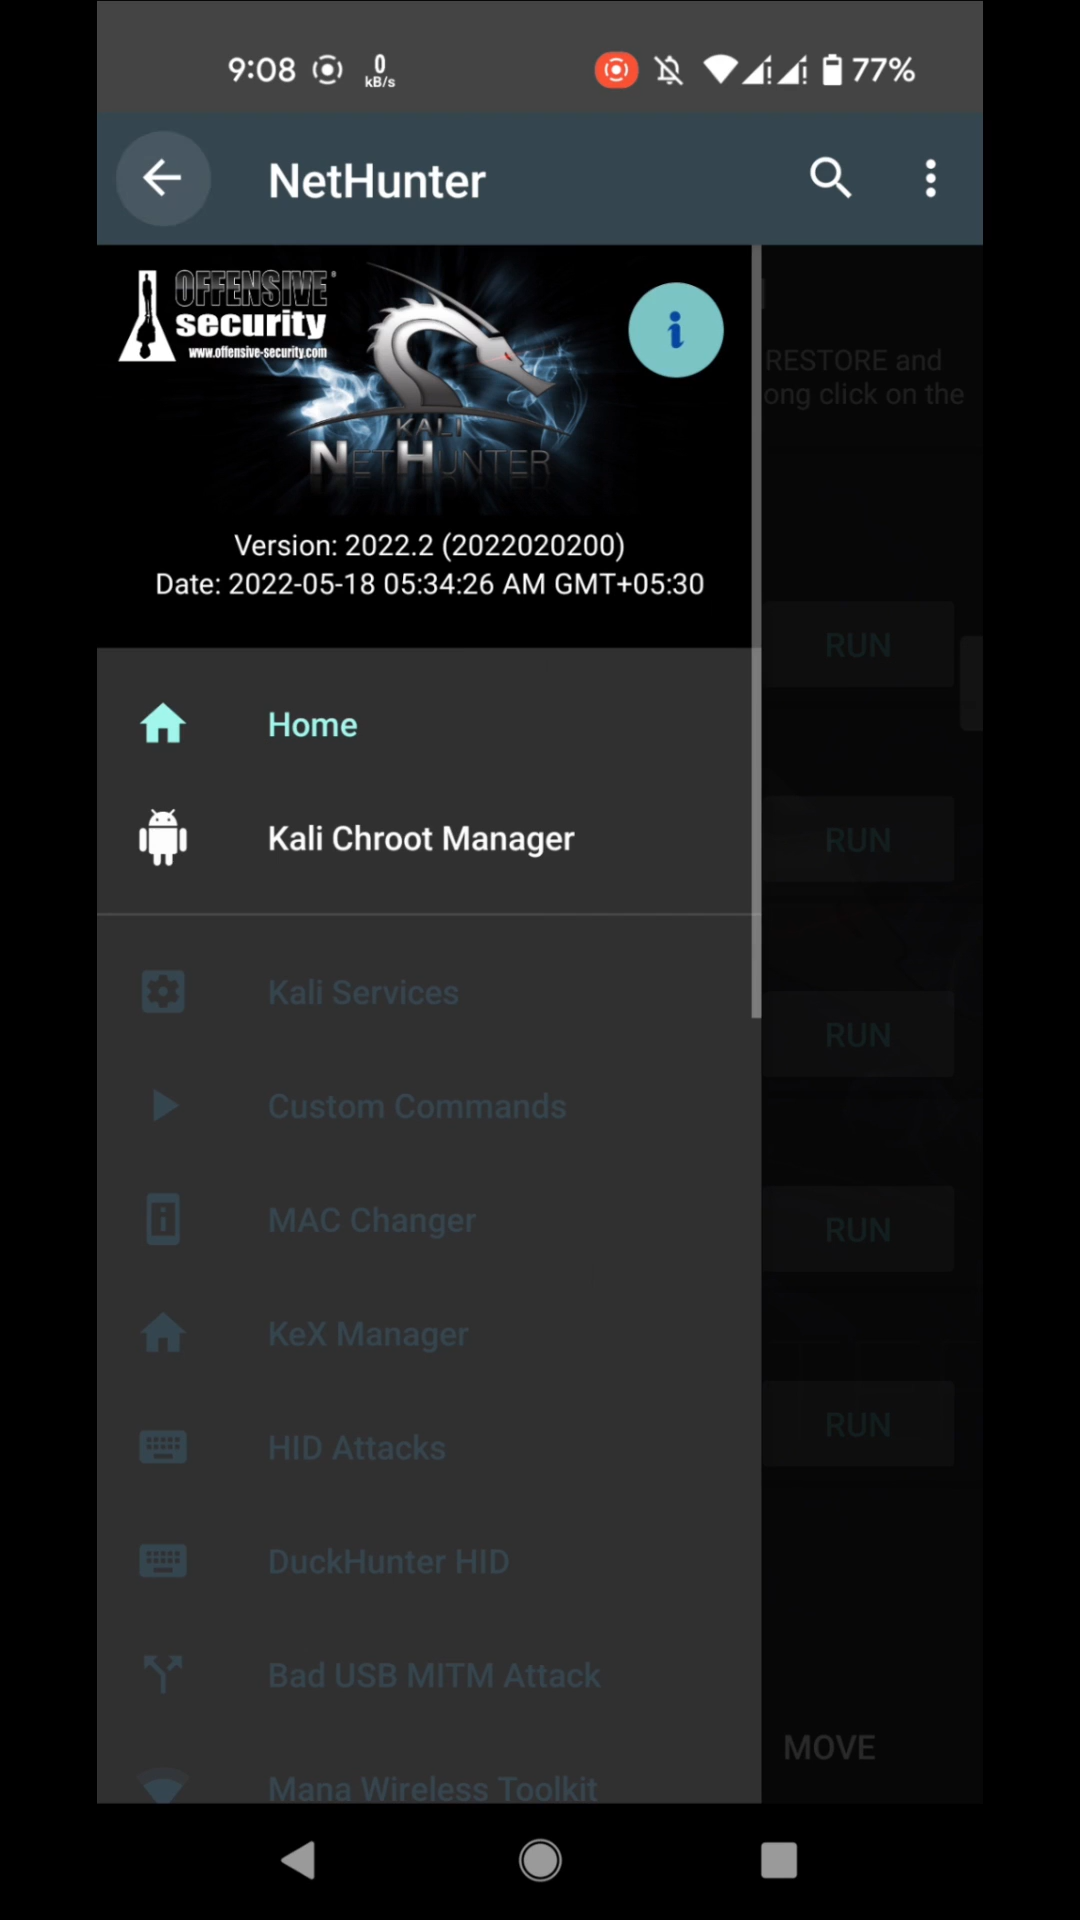 9:08 0 kB/s 77%
NetHunter
OFFENSIVE
security
www.offensive-security.com
KALI
NETHUNTER
Version: 2022.2 (2022020200)
Date: 2022-05-18 05:34:26 AM GMT+05:30
RESTORE and
ong click on the
Home
RUN
Kali Chroot Manager
RUN
Kali Services
RUN
Custom Commands
MAC Changer
RUN
KeX Manager
RUN
HID Attacks
DuckHunter HID
Bad USB MITM Attack
MOVE
Mana Wireless Toolkit